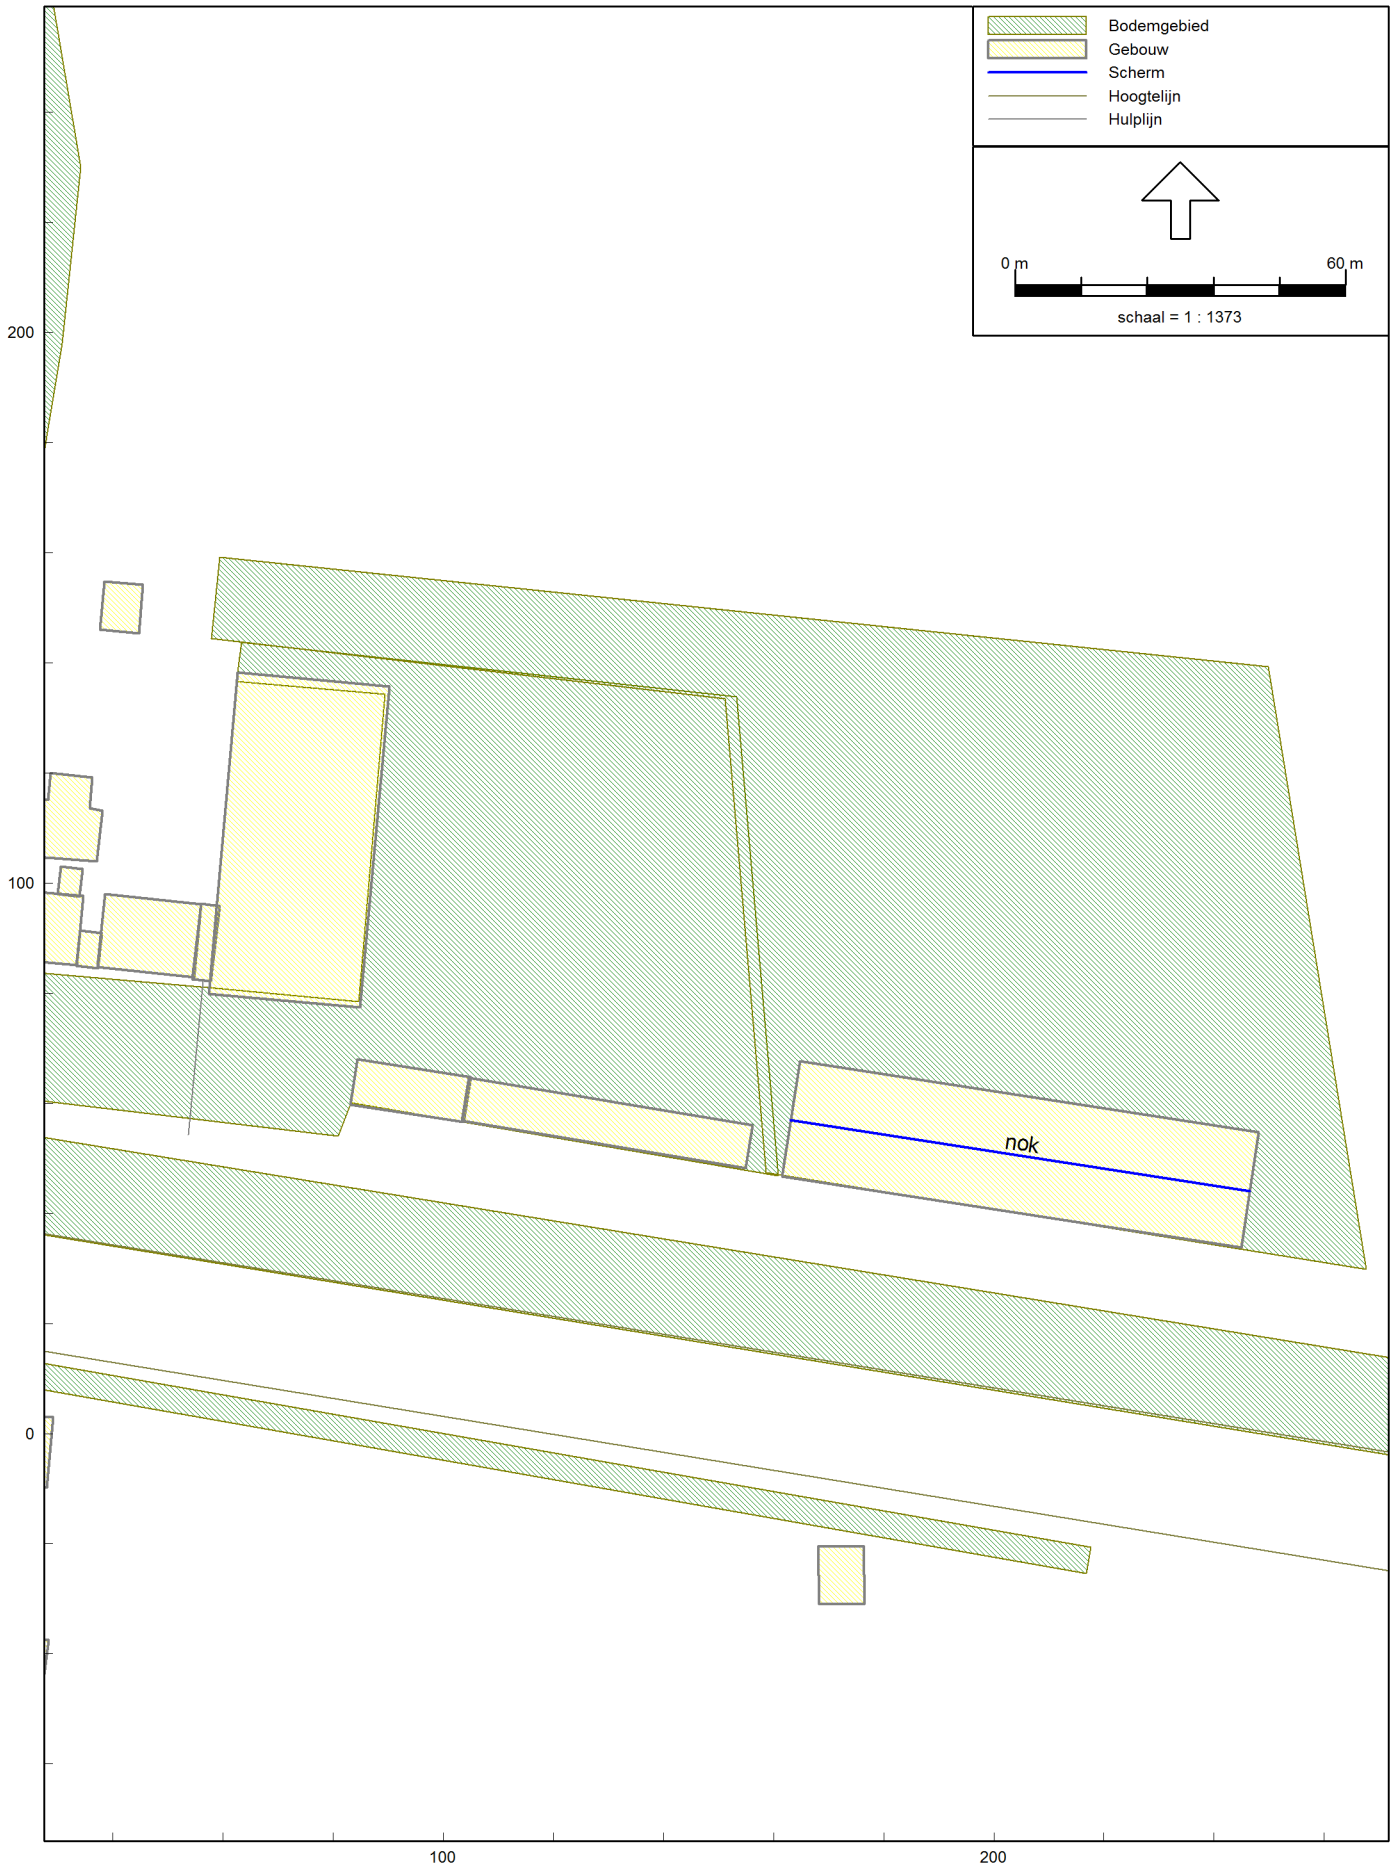 Bodemgebied
Gebouw
Scherm
Hoogtelijn
Hulplijn
0 m 60 m
schaal = 1 : 1373
200
100
nok
0
100 200